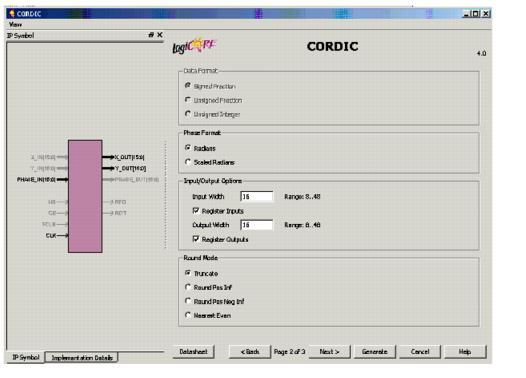 CORDIC
View
IP Symbol
X_IN[15:0]
Y_IN[15:0]
PHASE_IN[15:0]
ND
CE
SCLR
CLK
X_OUT[15:0]
Y_OUT[15:0]
PHASE_OUT[15:0]
RFD
RDY
IP Symbol
Implementation Details
logiCORE
CORDIC
4.0
Data Format
Signed Fraction
Unsigned Fraction
Unsigned Integer
Phase Format
Radians
Scaled Radians
Input/Output Options
Input Width 16 Range: 8..48
Register Inputs
Output Width 16 Range: 8..48
Register Outputs
Round Mode
Truncate
Round Pos Inf
Round Pos Neg Inf
Nearest Even
Datasheet < Back Page 2 of 3 Next > Generate Cancel Help